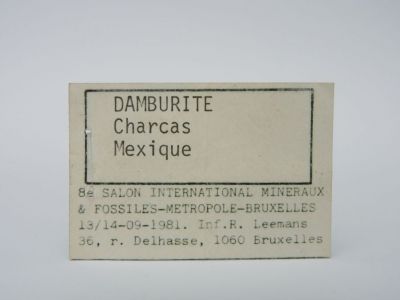 DAMBURITE
Charcas
Mexique
8e SALON INTERNATIONAL MINERAUX
& FOSSILES-METROPOLE-BRUXELLES
13/14-09-1981. Inf.R. Leemans
36, r. Delhasse, 1060 Bruxelles